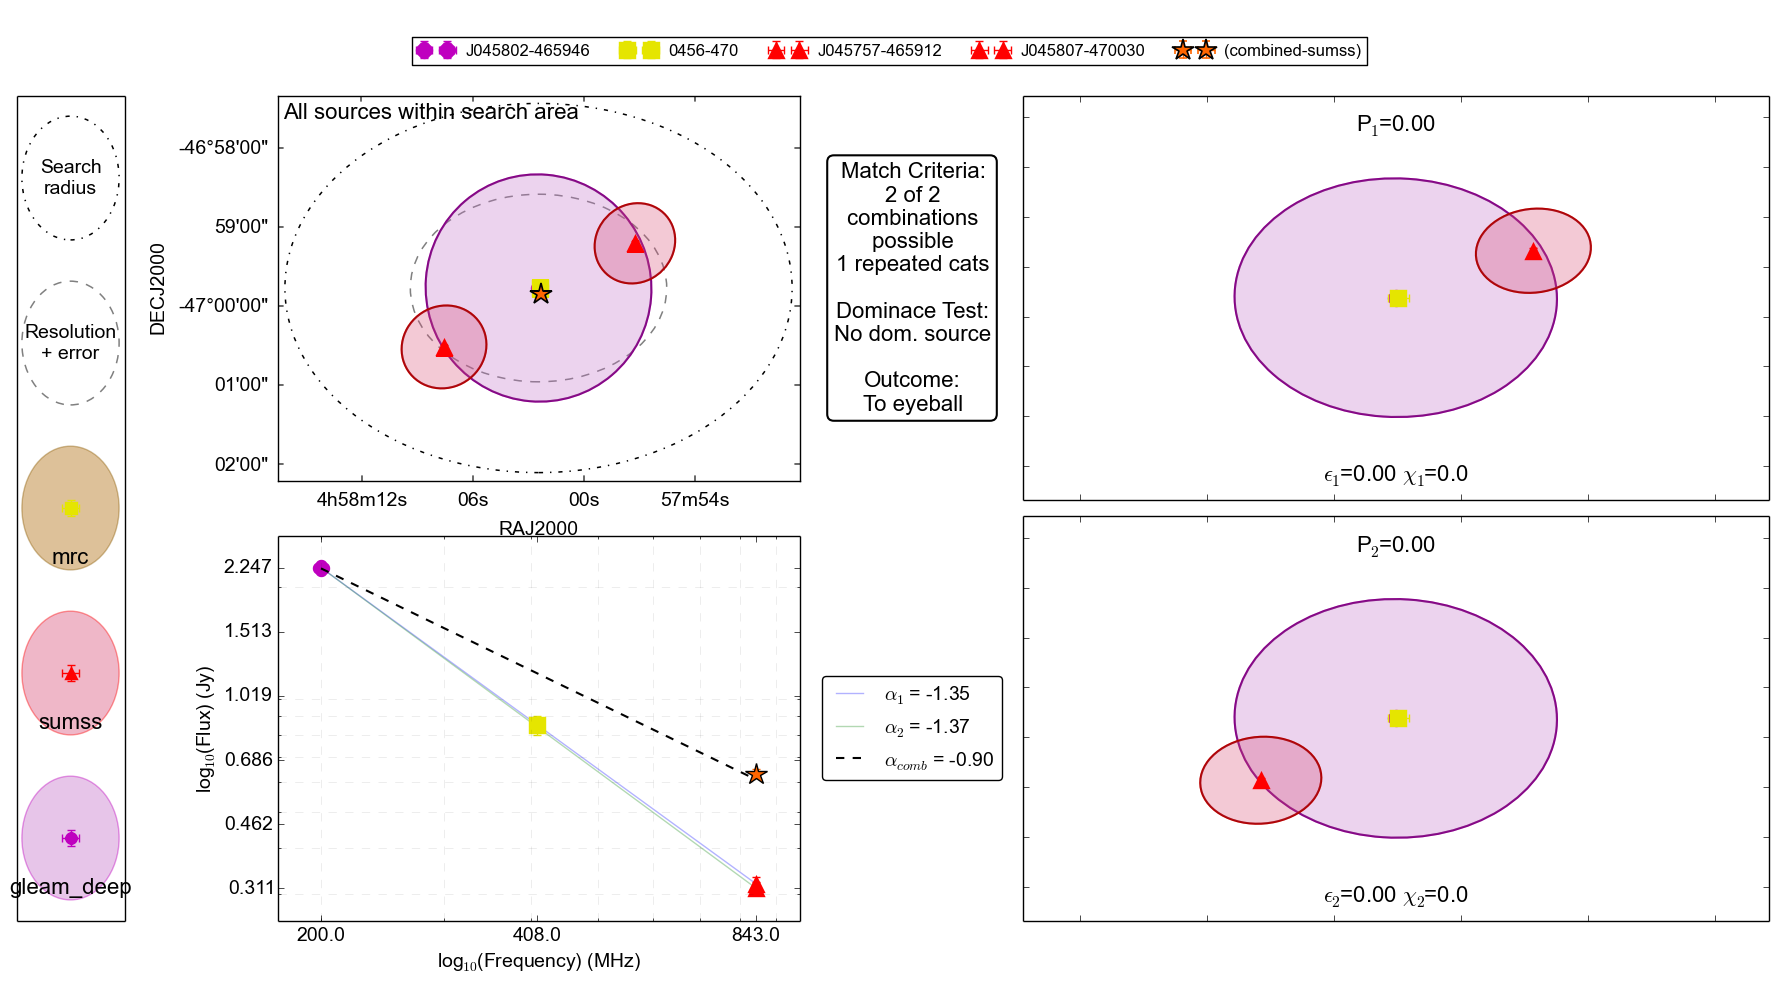 J045802-465946 0456-470 J045757-465912 J045807-470030 (combined-sumss)
Search
radius
Resolution
+ error
mrc
sumss
gleam_deep
All sources within search area
DECJ2000
-46°58'00"
59'00"
-47°00'00"
01'00"
02'00"
4h58m12s 06s 00s 57m54s
RAJ2000
Match Criteria:
2 of 2
combinations
possible
1 repeated cats
Dominace Test:
No dom. source
Outcome:
To eyeball
P₁=0.00
ϵ₁=0.00 χ₁=0.0
log₁₀(Flux) (Jy)
2.247
1.513
1.019
0.686
0.462
0.311
200.0 408.0 843.0
log₁₀(Frequency) (MHz)
α₁ = -1.35
α₂ = -1.37
α_comb = -0.90
P₂=0.00
ϵ₂=0.00 χ₂=0.0